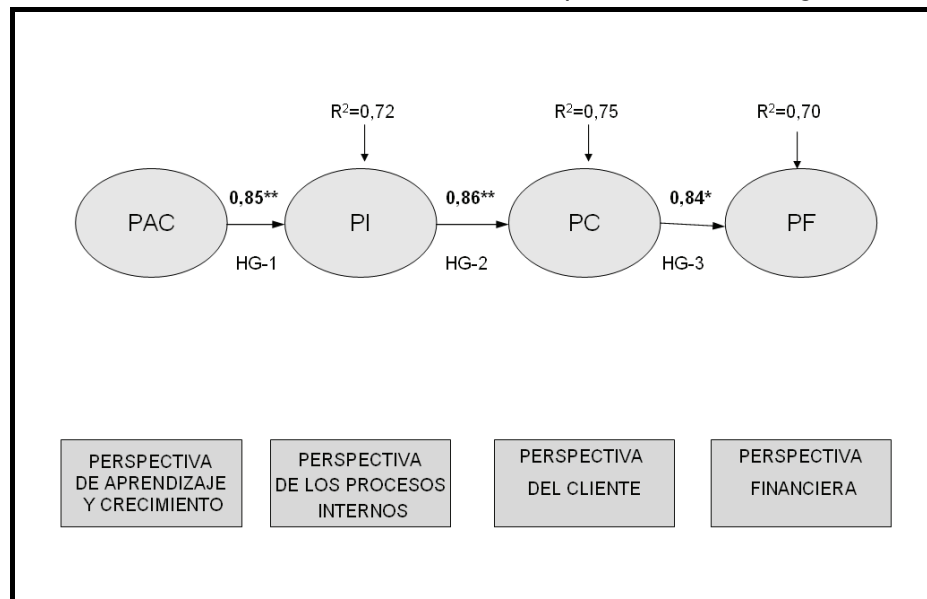 R²=0,72
R²=0,75
R²=0,70
0,85**
0,86**
0,84*
PAC
PI
PC
PF
HG-1
HG-2
HG-3
PERSPECTIVA
DE APRENDIZAJE
Y CRECIMIENTO
PERSPECTIVA
DE LOS PROCESOS
INTERNOS
PERSPECTIVA
DEL CLIENTE
PERSPECTIVA
FINANCIERA